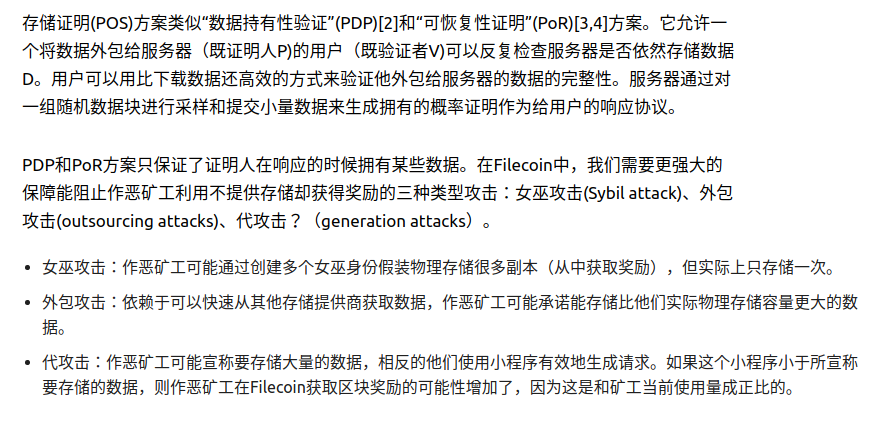 存储证明(POS)方案类似“数据持有性验证”(PDP)[2]和“可恢复性证明”(PoR)[3,4]方案。它允许一
个将数据外包给服务器（既证明人P)的用户（既验证者V)可以反复检查服务器是否依然存储数据
D。用户可以用比下载数据还高效的方式来验证他外包给服务器的数据的完整性。服务器通过对
一组随机数据块进行采样和提交小量数据来生成拥有的概率证明作为给用户的响应协议。
PDP和PoR方案只保证了证明人在响应的时候拥有某些数据。在Filecoin中，我们需要更强大的
保障能阻止作恶矿工利用不提供存储却获得奖励的三种类型攻击：女巫攻击(Sybil attack)、外包
攻击(outsourcing attacks)、代攻击？（generation attacks）。
• 女巫攻击：作恶矿工可能通过创建多个女巫身份假装物理存储很多副本（从中获取奖励），但实际上只存储一次。
• 外包攻击：依赖于可以快速从其他存储提供商获取数据，作恶矿工可能承诺能存储比他们实际物理存储容量更大的数
据。
• 代攻击：作恶矿工可能宣称要存储大量的数据，相反的他们使用小程序有效地生成请求。如果这个小程序小于所宣称
要存储的数据，则作恶矿工在Filecoin获取区块奖励的可能性增加了，因为这是和矿工当前使用量成正比的。